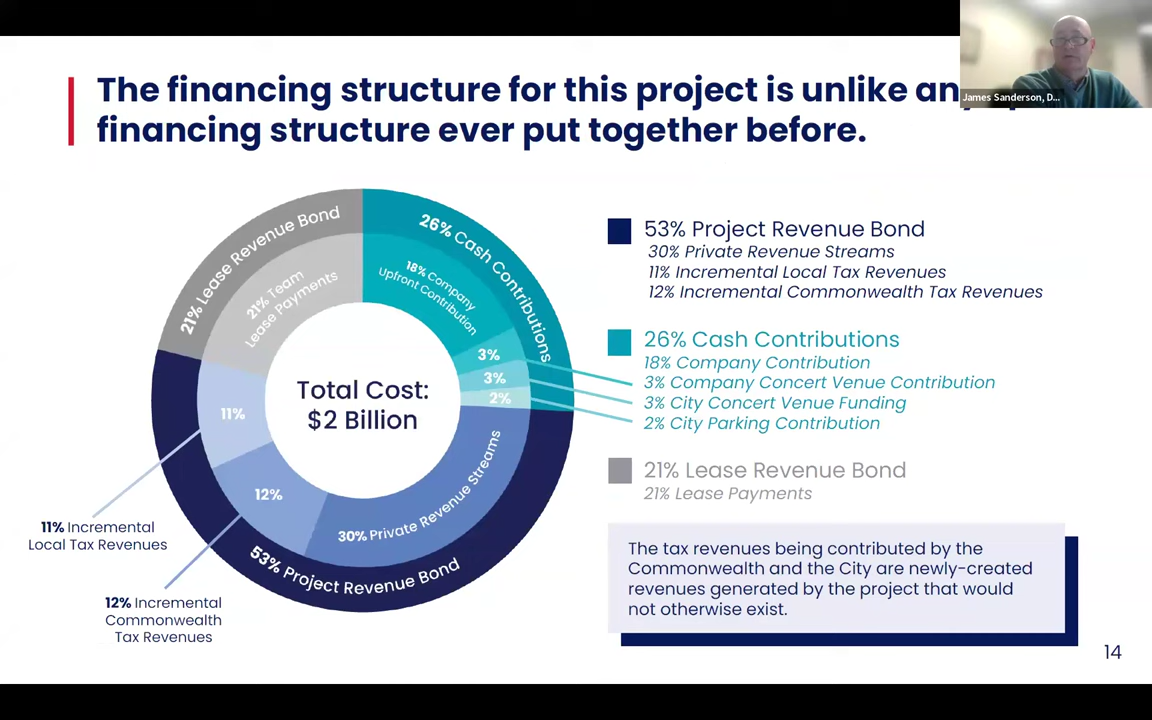 The financing structure for this project is unlike
financing structure ever put together before.
James Sanderson, D...
26% Cash Contributions
18% Company
Upfront Contribution
3%
3%
2%
21% Lease Revenue Bond
21% Team
Lease Payments
Total Cost:
$2 Billion
11%
12%
30% Private Revenue Streams
53% Project Revenue Bond
11% Incremental
Local Tax Revenues
12% Incremental
Commonwealth
Tax Revenues
53% Project Revenue Bond
30% Private Revenue Streams
11% Incremental Local Tax Revenues
12% Incremental Commonwealth Tax Revenues
26% Cash Contributions
18% Company Contribution
3% Company Concert Venue Contribution
3% City Concert Venue Funding
2% City Parking Contribution
21% Lease Revenue Bond
21% Lease Payments
The tax revenues being contributed by the
Commonwealth and the City are newly-created
revenues generated by the project that would
not otherwise exist.
14